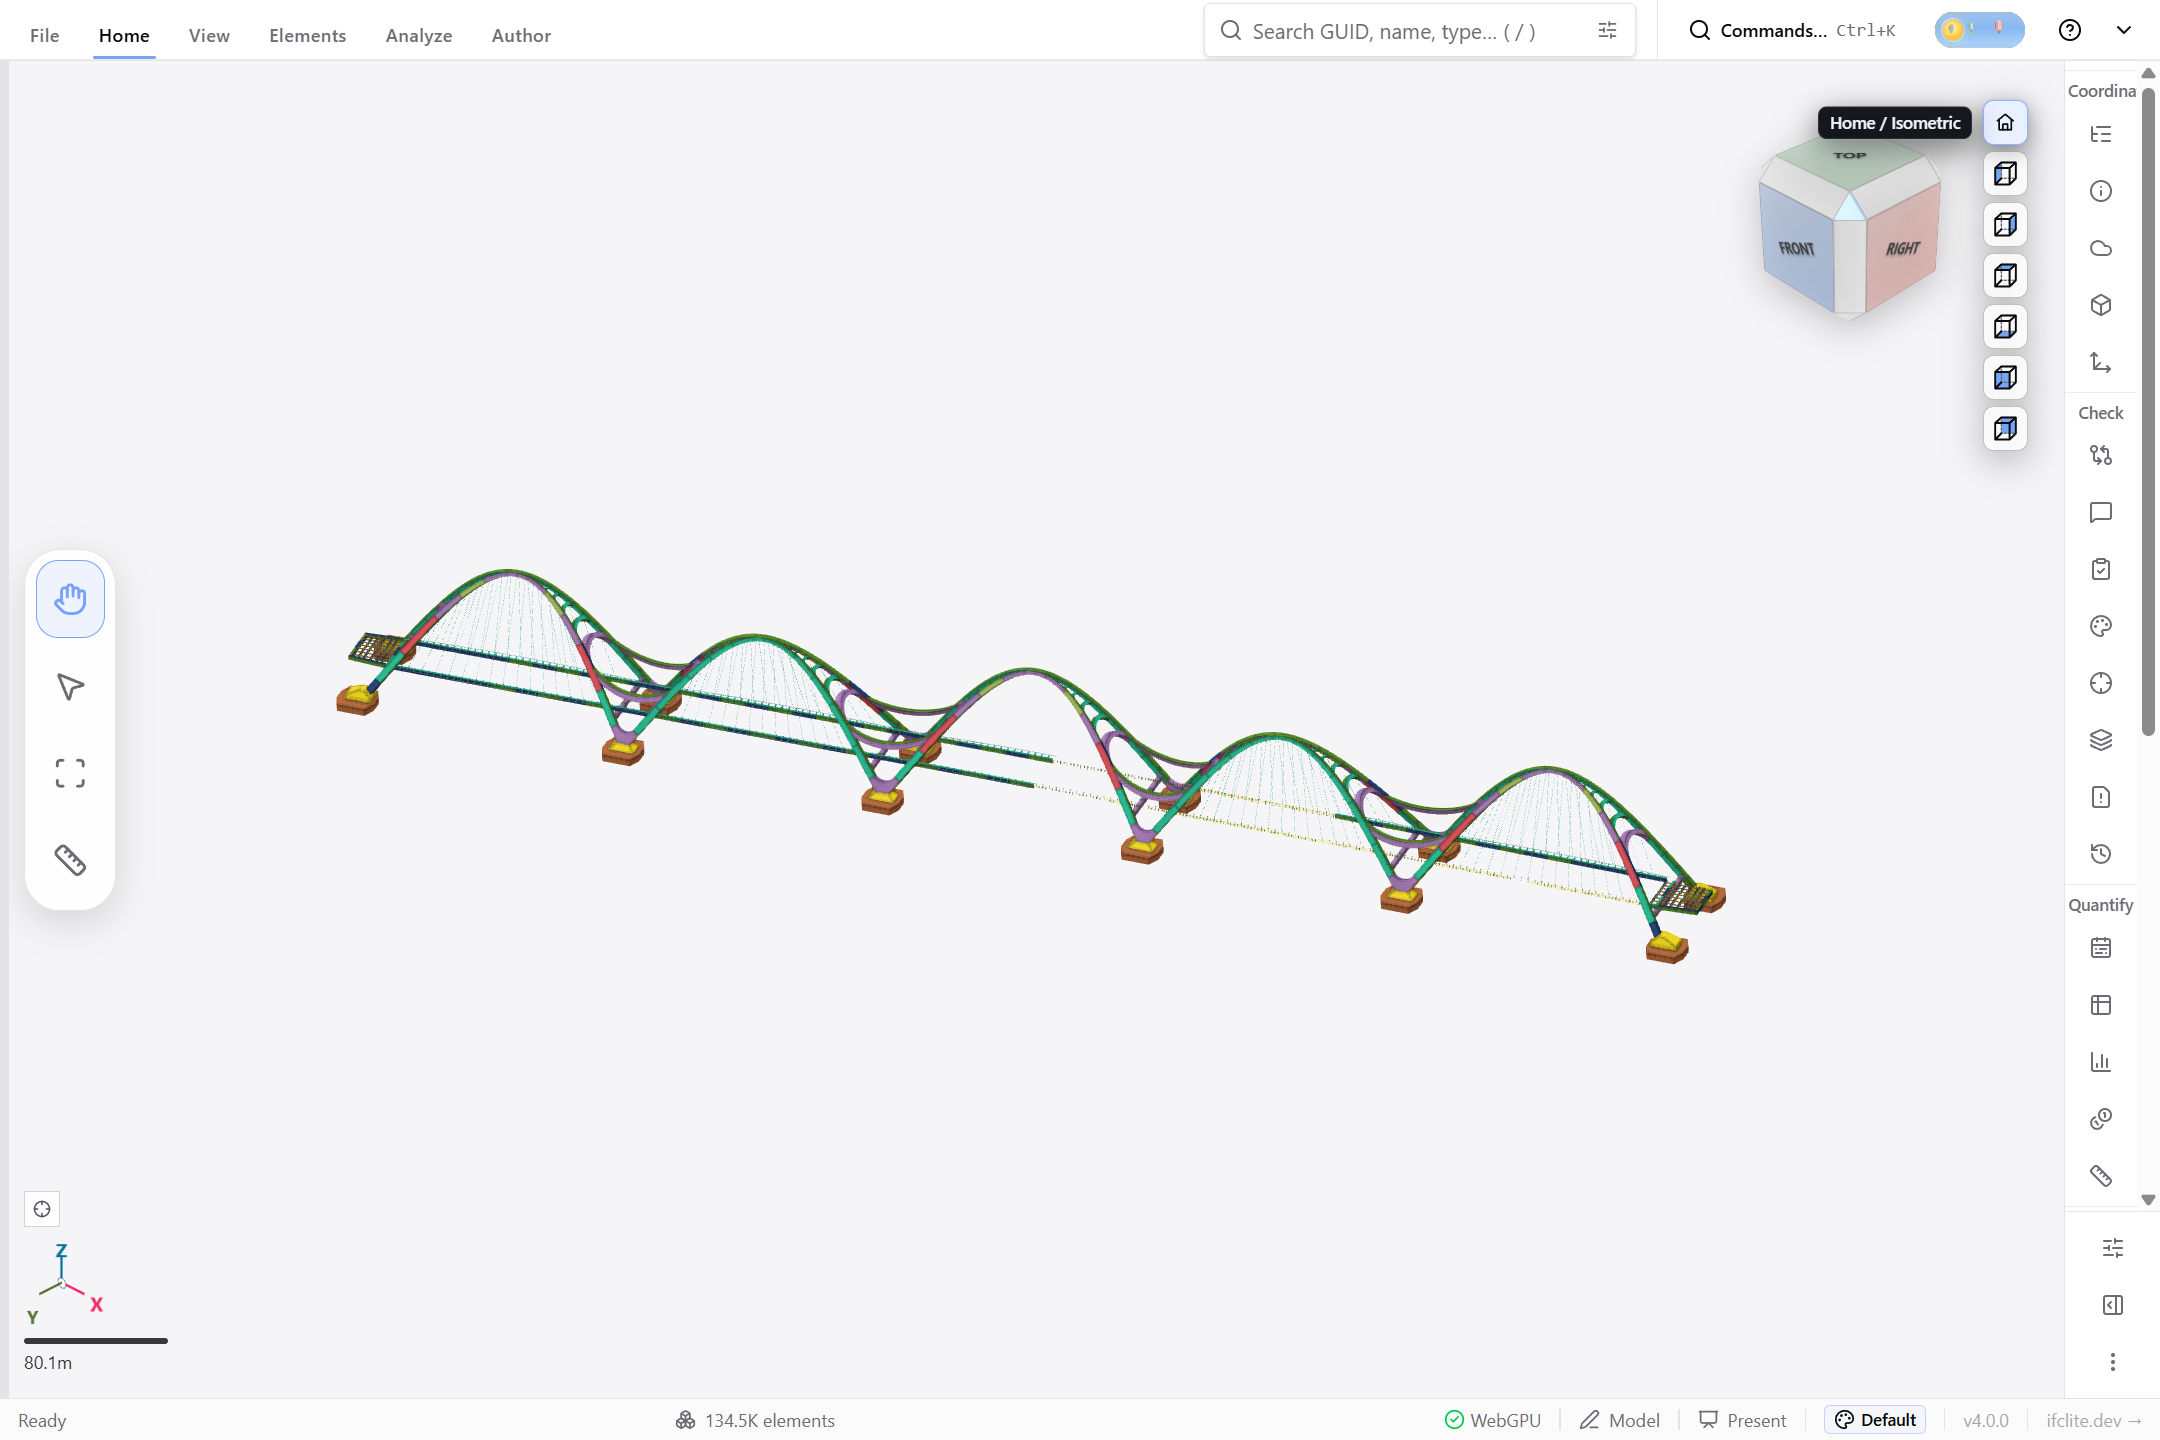 File Home View Elements Analyze Author
Search GUID, name, type... ( / )
Commands... Ctrl+K
Home / Isometric
TOP
FRONT RIGHT
Coordina
Check
Quantify
Z
X
Y
80.1m
Ready
134.5K elements
WebGPU Model Present Default v4.0.0 ifclite.dev →